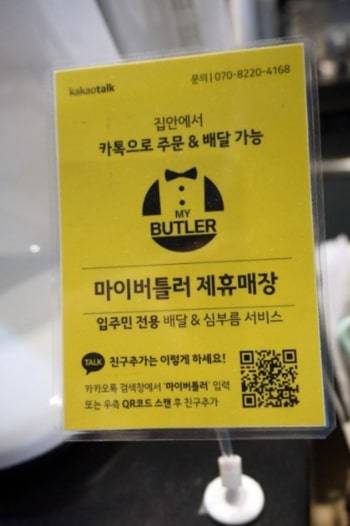 kakaotalk
문의 | 070-8220-4168
집안에서
카톡으로 주문 & 배달 가능
MY
BUTLER
마이버틀러 제휴매장
입주민 전용 배달 & 심부름 서비스
TALK 친구추가는 이렇게 하세요!
카카오톡 검색창에서 '마이버틀러' 입력
또는 우측 QR코드 스캔 후 친구추가